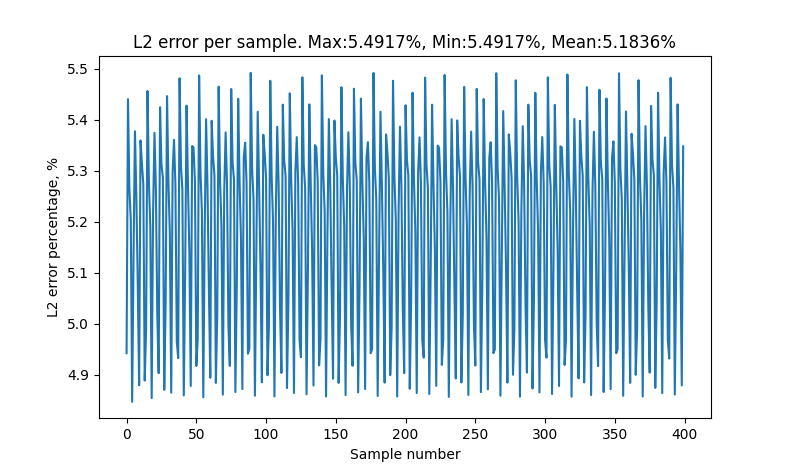 L2 error per sample. Max:5.4917%, Min:5.4917%, Mean:5.1836%
5.5
5.4
5.3
5.2
5.1
5.0
4.9
L2 error percentage, %
0 50 100 150 200 250 300 350 400
Sample number